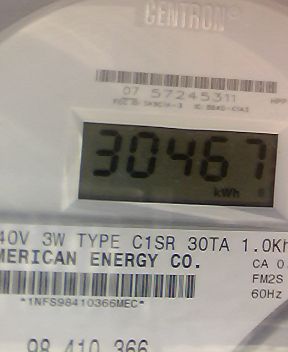 CENTRON®
07 57245311
30467
kWh
40V 3W TYPE C1SR 30TA 1.0Kh
MERICAN ENERGY CO.
CA 0.
*1NFS98410366MEC*
FM2S
60Hz
98 410 366